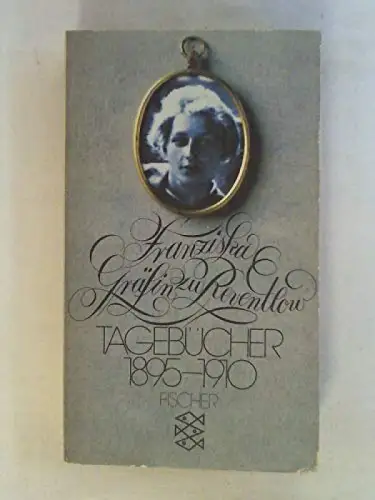 Franziska
Gräfin zu Reventlow
TAGEBÜCHER
1895–1910
FISCHER